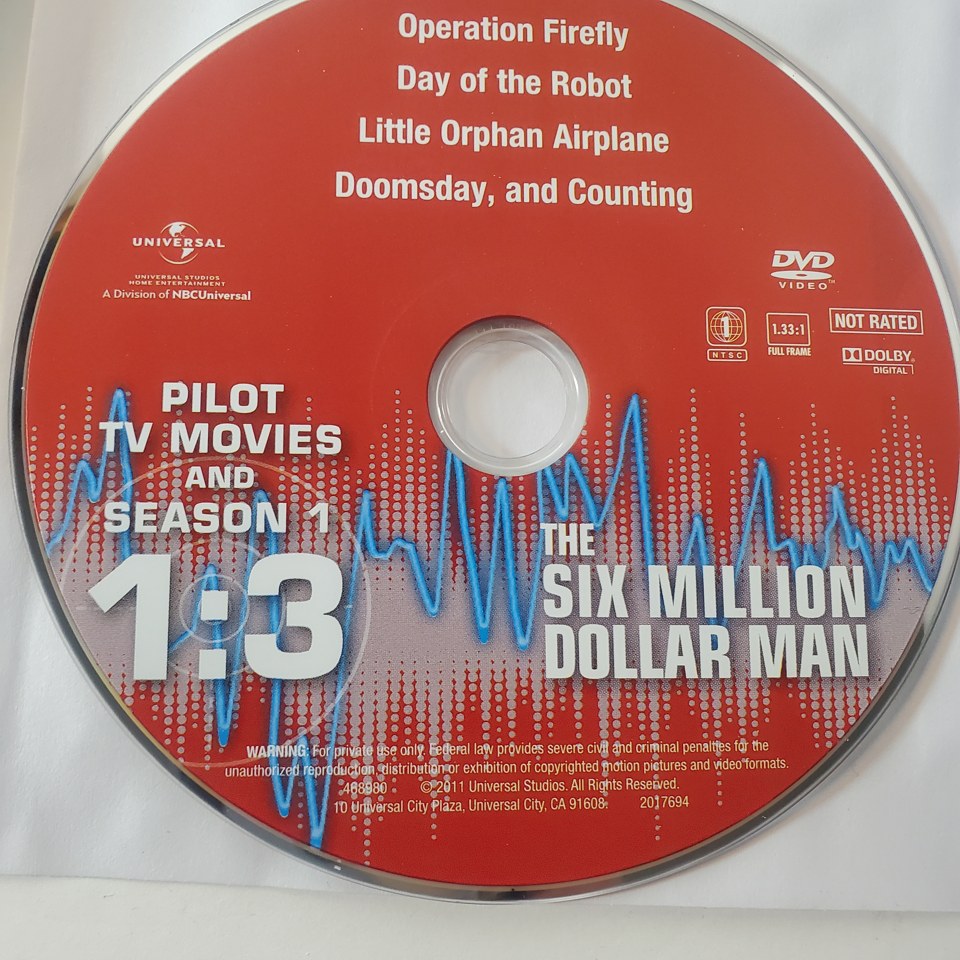 Operation Firefly
Day of the Robot
Little Orphan Airplane
Doomsday, and Counting
UNIVERSAL
UNIVERSAL STUDIOS
HOME ENTERTAINMENT
A Division of NBCUniversal
DVD
VIDEO™
1
NTSC
1.33:1
FULL FRAME
NOT RATED
DOLBY
DIGITAL
PILOT
TV MOVIES
AND
SEASON 1
1:3
THE
SIX MILLION
DOLLAR MAN
WARNING: For private use only. Federal law provides severe civil and criminal penalties for the
unauthorized reproduction, distribution or exhibition of copyrighted motion pictures and video formats.
468980 © 2011 Universal Studios. All Rights Reserved.
10 Universal City Plaza, Universal City, CA 91608. 2017694